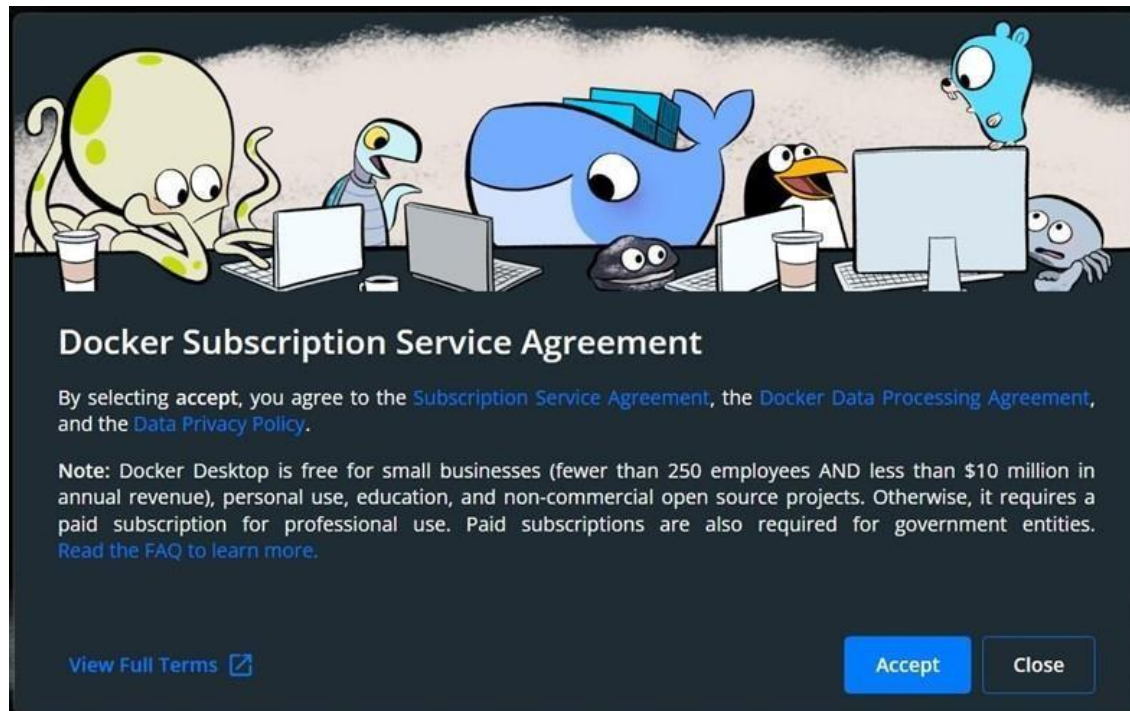 Docker Subscription Service Agreement
By selecting accept, you agree to the Subscription Service Agreement, the Docker Data Processing Agreement,
and the Data Privacy Policy.
Note: Docker Desktop is free for small businesses (fewer than 250 employees AND less than $10 million in
annual revenue), personal use, education, and non-commercial open source projects. Otherwise, it requires a
paid subscription for professional use. Paid subscriptions are also required for government entities.
Read the FAQ to learn more.
View Full Terms
Accept
Close